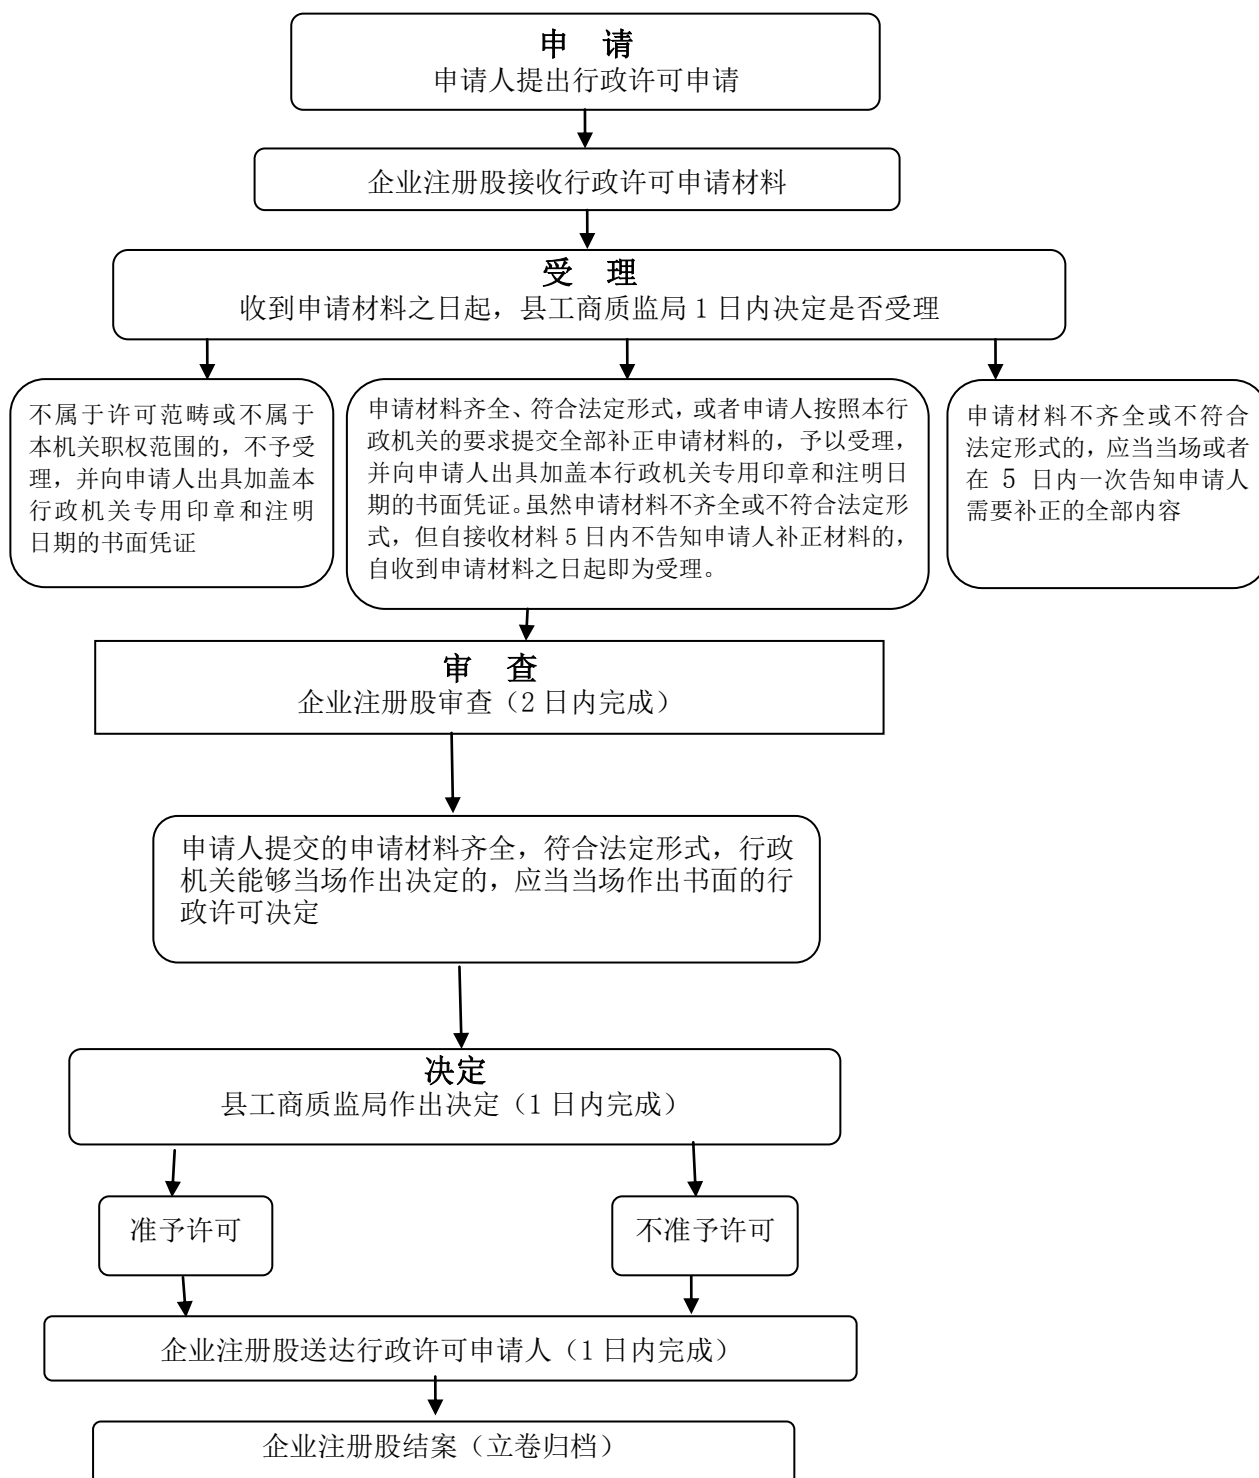 申 请
申请人提出行政许可申请
企业注册股接收行政许可申请材料
受 理
收到申请材料之日起，县工商质监局 1 日内决定是否受理
不属于许可范畴或不属于
本机关职权范围的，不予受
理，并向申请人出具加盖本
行政机关专用印章和注明
日期的书面凭证
申请材料齐全、符合法定形式，或者申请人按照本行
政机关的要求提交全部补正申请材料的，予以受理，
并向申请人出具加盖本行政机关专用印章和注明日
期的书面凭证。虽然申请材料不齐全或不符合法定形
式，但自接收材料 5 日内不告知申请人补正材料的，
自收到申请材料之日起即为受理。
申请材料不齐全或不符合
法定形式的，应当当场或者
在 5 日内一次告知申请人
需要补正的全部内容
审 查
企业注册股审查（2 日内完成）
申请人提交的申请材料齐全，符合法定形式，行政
机关能够当场作出决定的，应当当场作出书面的行
政许可决定
决定
县工商质监局作出决定（1 日内完成）
准予许可
不准予许可
企业注册股送达行政许可申请人（1 日内完成）
企业注册股结案（立卷归档）